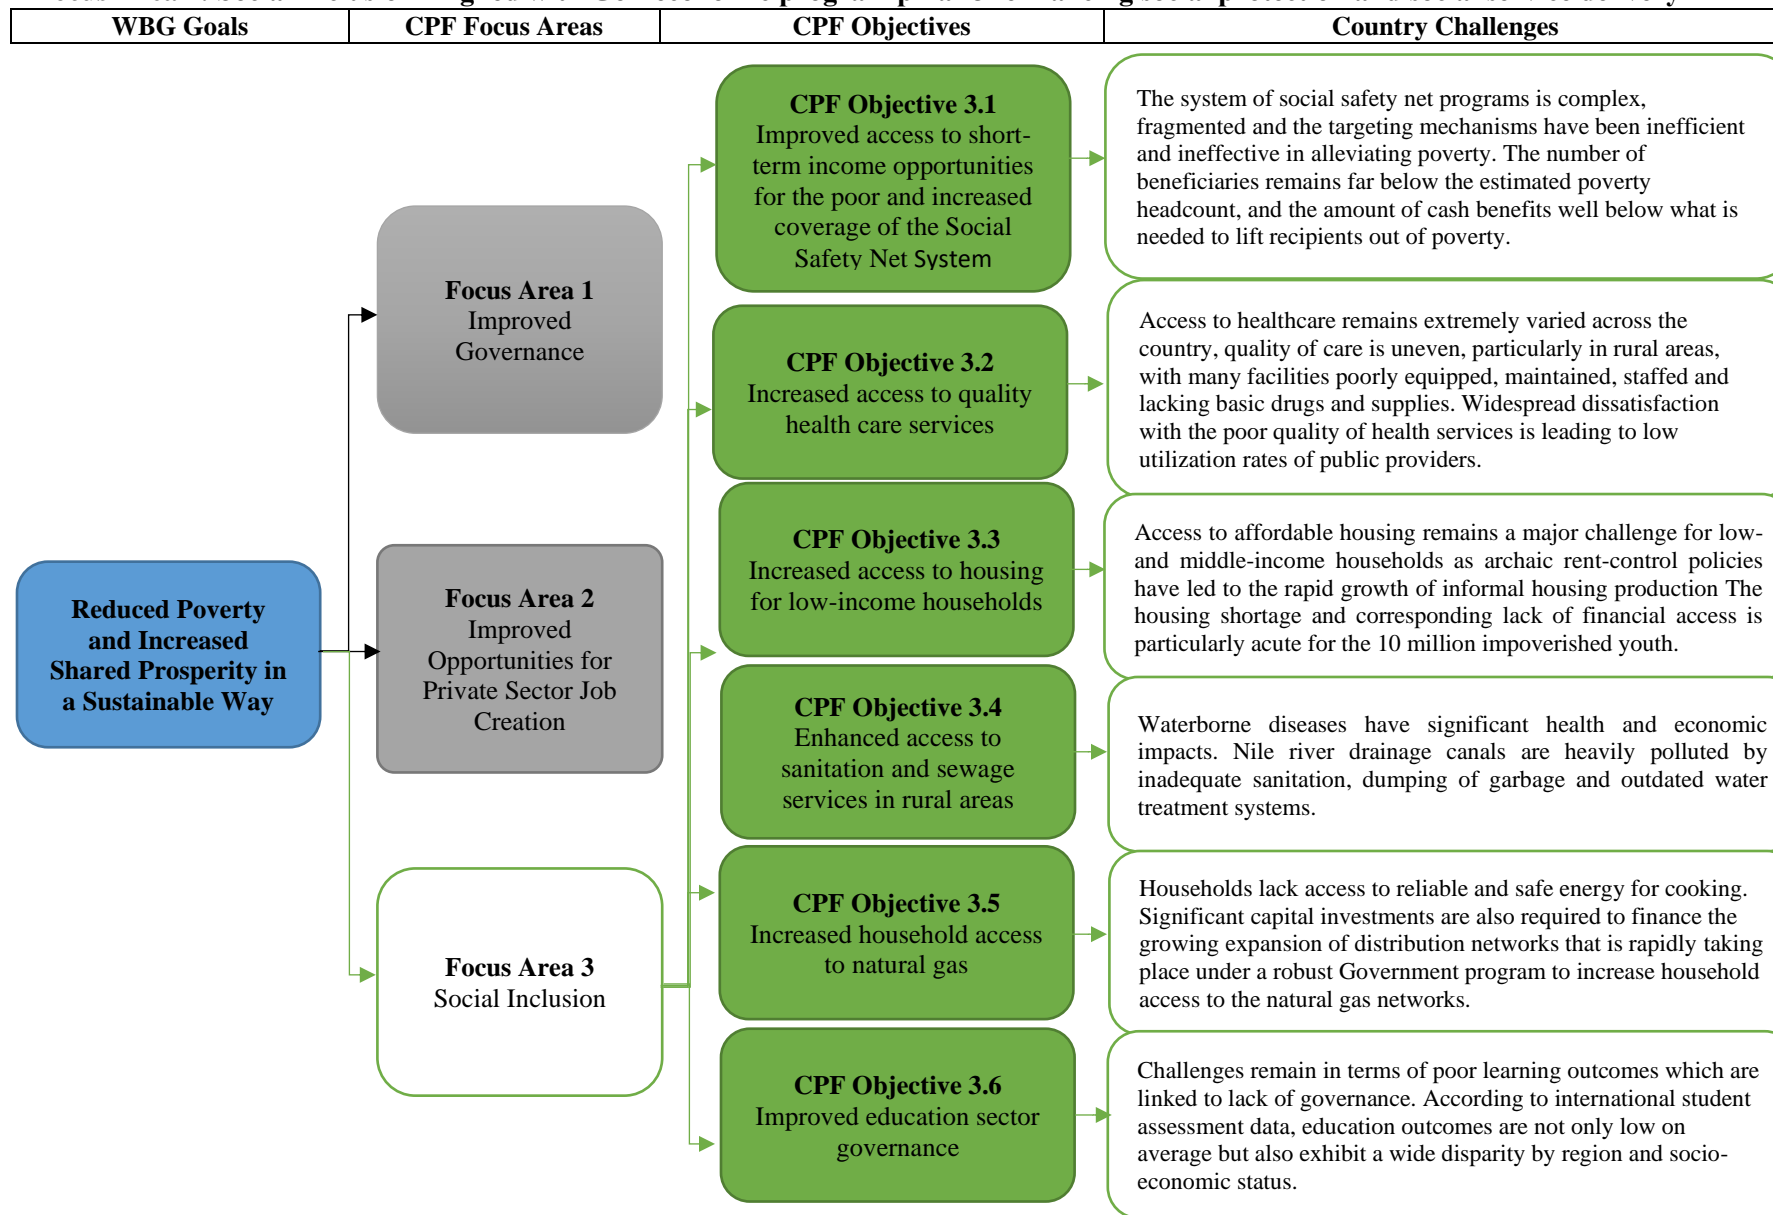 Social Inclusion with economic program social protection and social service delivery
WBG Goals
CPF Focus Areas
CPF Objectives
Country Challenges
Reduced Poverty
and Increased
Shared Prosperity in
a Sustainable Way
Focus Area 1
Improved
Governance
Focus Area 2
Improved
Opportunities for
Private Sector Job
Creation
Focus Area 3
Social Inclusion
CPF Objective 3.1
Improved access to short-
term income opportunities
for the poor and increased
coverage of the Social
Safety Net System
The system of social safety net programs is complex,
fragmented and the targeting mechanisms have been inefficient
and ineffective in alleviating poverty. The number of
beneficiaries remains far below the estimated poverty
headcount, and the amount of cash benefits well below what is
needed to lift recipients out of poverty.
CPF Objective 3.2
Increased access to quality
health care services
Access to healthcare remains extremely varied across the
country, quality of care is uneven, particularly in rural areas,
with many facilities poorly equipped, maintained, staffed and
lacking basic drugs and supplies. Widespread dissatisfaction
with the poor quality of health services is leading to low
utilization rates of public providers.
CPF Objective 3.3
Increased access to housing
for low-income households
Access to affordable housing remains a major challenge for low-
and middle-income households as archaic rent-control policies
have led to the rapid growth of informal housing production The
housing shortage and corresponding lack of financial access is
particularly acute for the 10 million impoverished youth.
CPF Objective 3.4
Enhanced access to
sanitation and sewage
services in rural areas
Waterborne diseases have significant health and economic
impacts. Nile river drainage canals are heavily polluted by
inadequate sanitation, dumping of garbage and outdated water
treatment systems.
CPF Objective 3.5
Increased household access
to natural gas
Households lack access to reliable and safe energy for cooking.
Significant capital investments are also required to finance the
growing expansion of distribution networks that is rapidly taking
place under a robust Government program to increase household
access to the natural gas networks.
CPF Objective 3.6
Improved education sector
governance
Challenges remain in terms of poor learning outcomes which are
linked to lack of governance. According to international student
assessment data, education outcomes are not only low on
average but also exhibit a wide disparity by region and socio-
economic status.